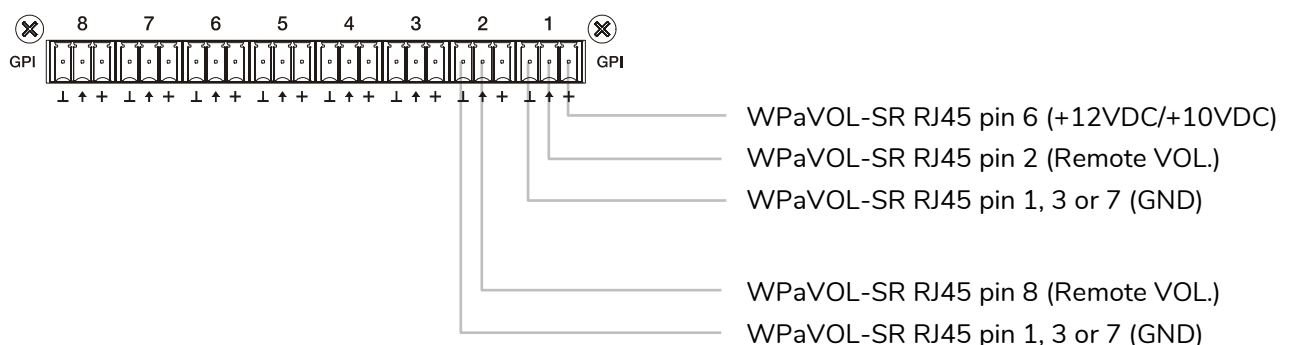 8 7 6 5 4 3 2 1
GPI GPI
⊥ ↑ + ⊥ ↑ + ⊥ ↑ + ⊥ ↑ + ⊥ ↑ + ⊥ ↑ + ⊥ ↑ + ⊥ ↑ +
WPaVOL-SR RJ45 pin 6 (+12VDC/+10VDC)
WPaVOL-SR RJ45 pin 2 (Remote VOL.)
WPaVOL-SR RJ45 pin 1, 3 or 7 (GND)
WPaVOL-SR RJ45 pin 8 (Remote VOL.)
WPaVOL-SR RJ45 pin 1, 3 or 7 (GND)